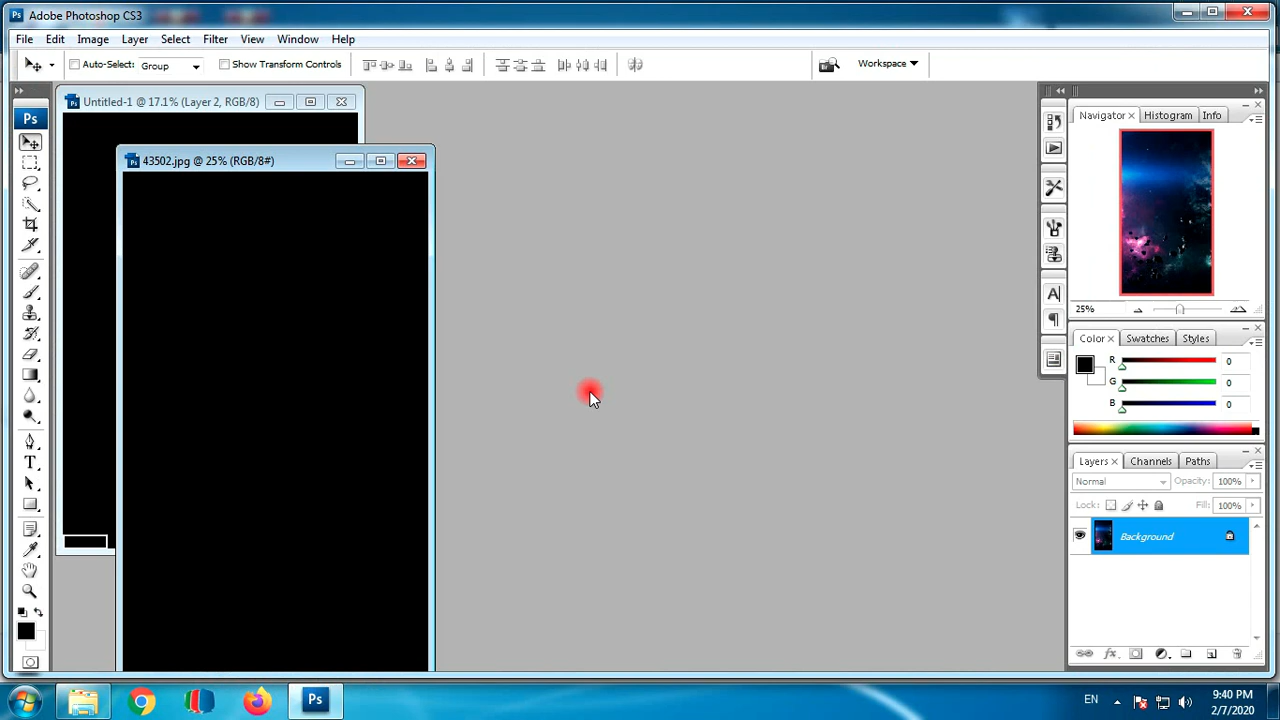 Ps Adobe Photoshop CS3
File Edit Image Layer Select Filter View Window Help
Auto-Select: Group Show Transform Controls Workspace
Untitled-1 @ 17.1% (Layer 2, RGB/8)
Ps
Navigator × Histogram Info
43502.jpg @ 25% (RGB/8#)
25%
Color × Swatches Styles
R 0
G 0
B 0
Layers × Channels Paths
Normal Opacity: 100%
Lock: Fill: 100%
Background
Ps
EN
9:40 PM
2/7/2020